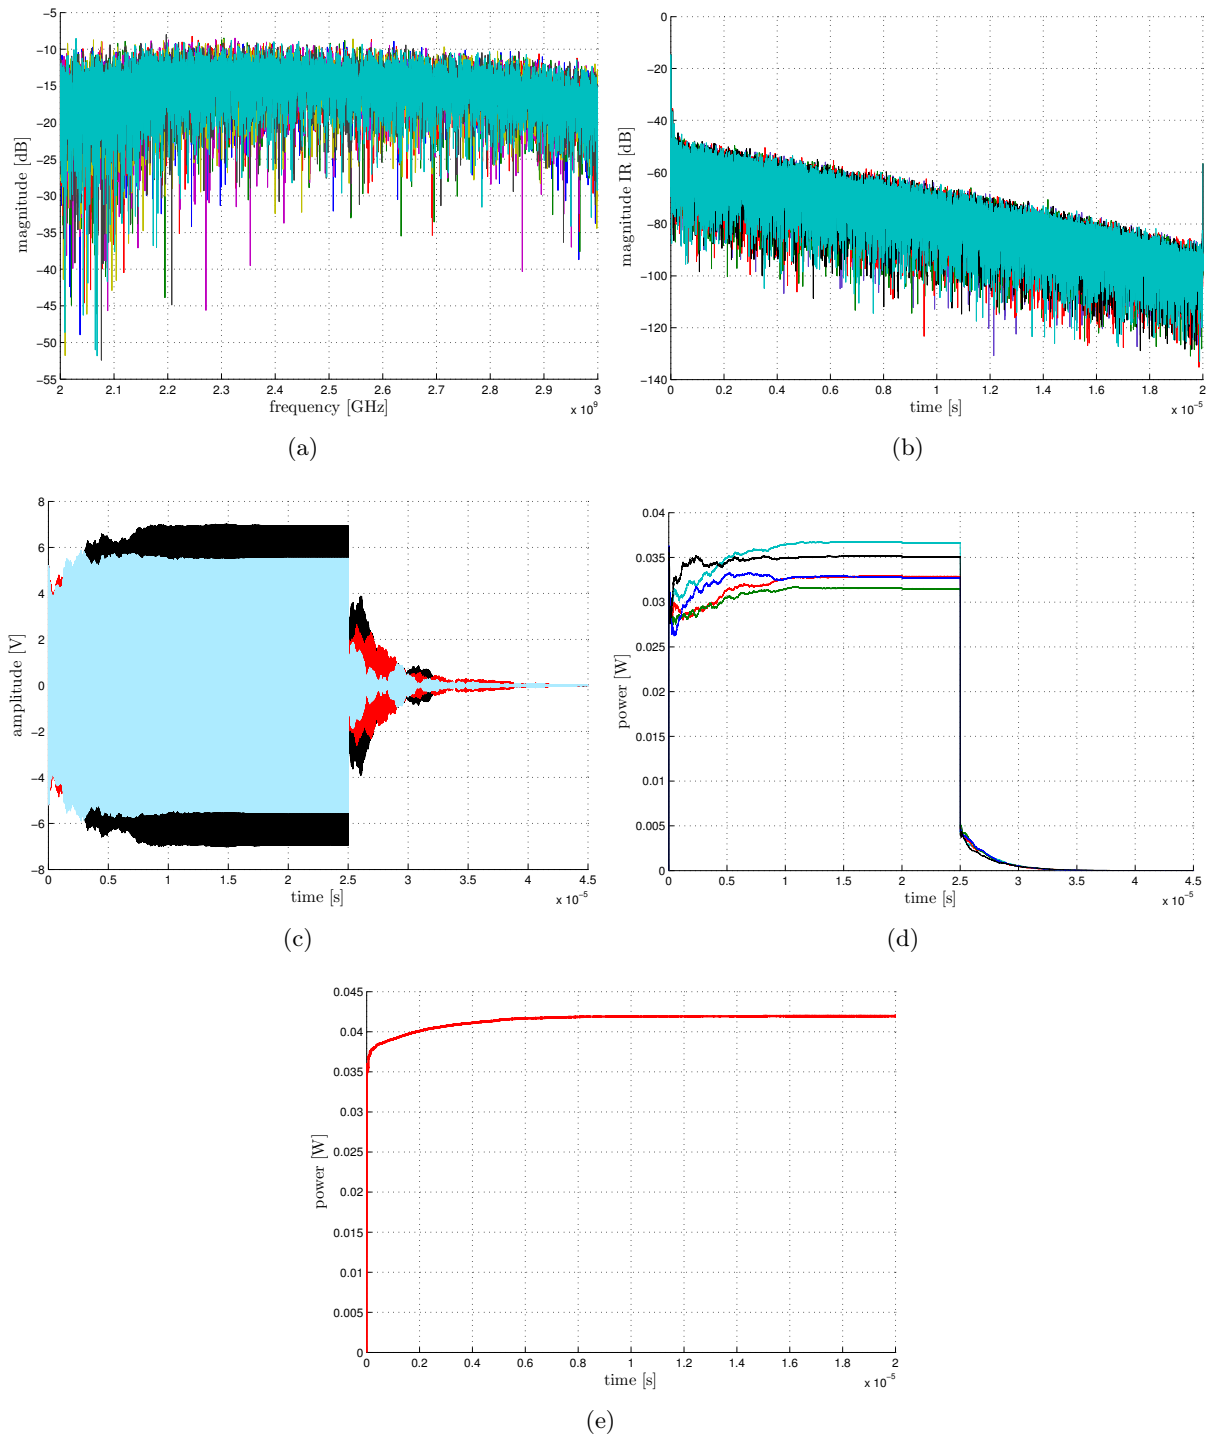 −5
−10
−15
−20
−25
−30
−35
−40
−45
−50
−55
magnitude [dB]
2 2.1 2.2 2.3 2.4 2.5 2.6 2.7 2.8 2.9 3
frequency [GHz]
x 10⁹
(a)
0
−20
−40
−60
−80
−100
−120
−140
magnitude IR [dB]
0 0.2 0.4 0.6 0.8 1 1.2 1.4 1.6 1.8 2
time [s]
x 10⁻⁵
(b)
8
6
4
2
0
−2
−4
−6
−8
amplitude [V]
0 0.5 1 1.5 2 2.5 3 3.5 4 4.5
time [s]
x 10⁻⁵
(c)
0.04
0.035
0.03
0.025
0.02
0.015
0.01
0.005
0
power [W]
0 0.5 1 1.5 2 2.5 3 3.5 4 4.5
time [s]
x 10⁻⁵
(d)
0.045
0.04
0.035
0.03
0.025
0.02
0.015
0.01
0.005
0
power [W]
0 0.2 0.4 0.6 0.8 1 1.2 1.4 1.6 1.8 2
time [s]
x 10⁻⁵
(e)